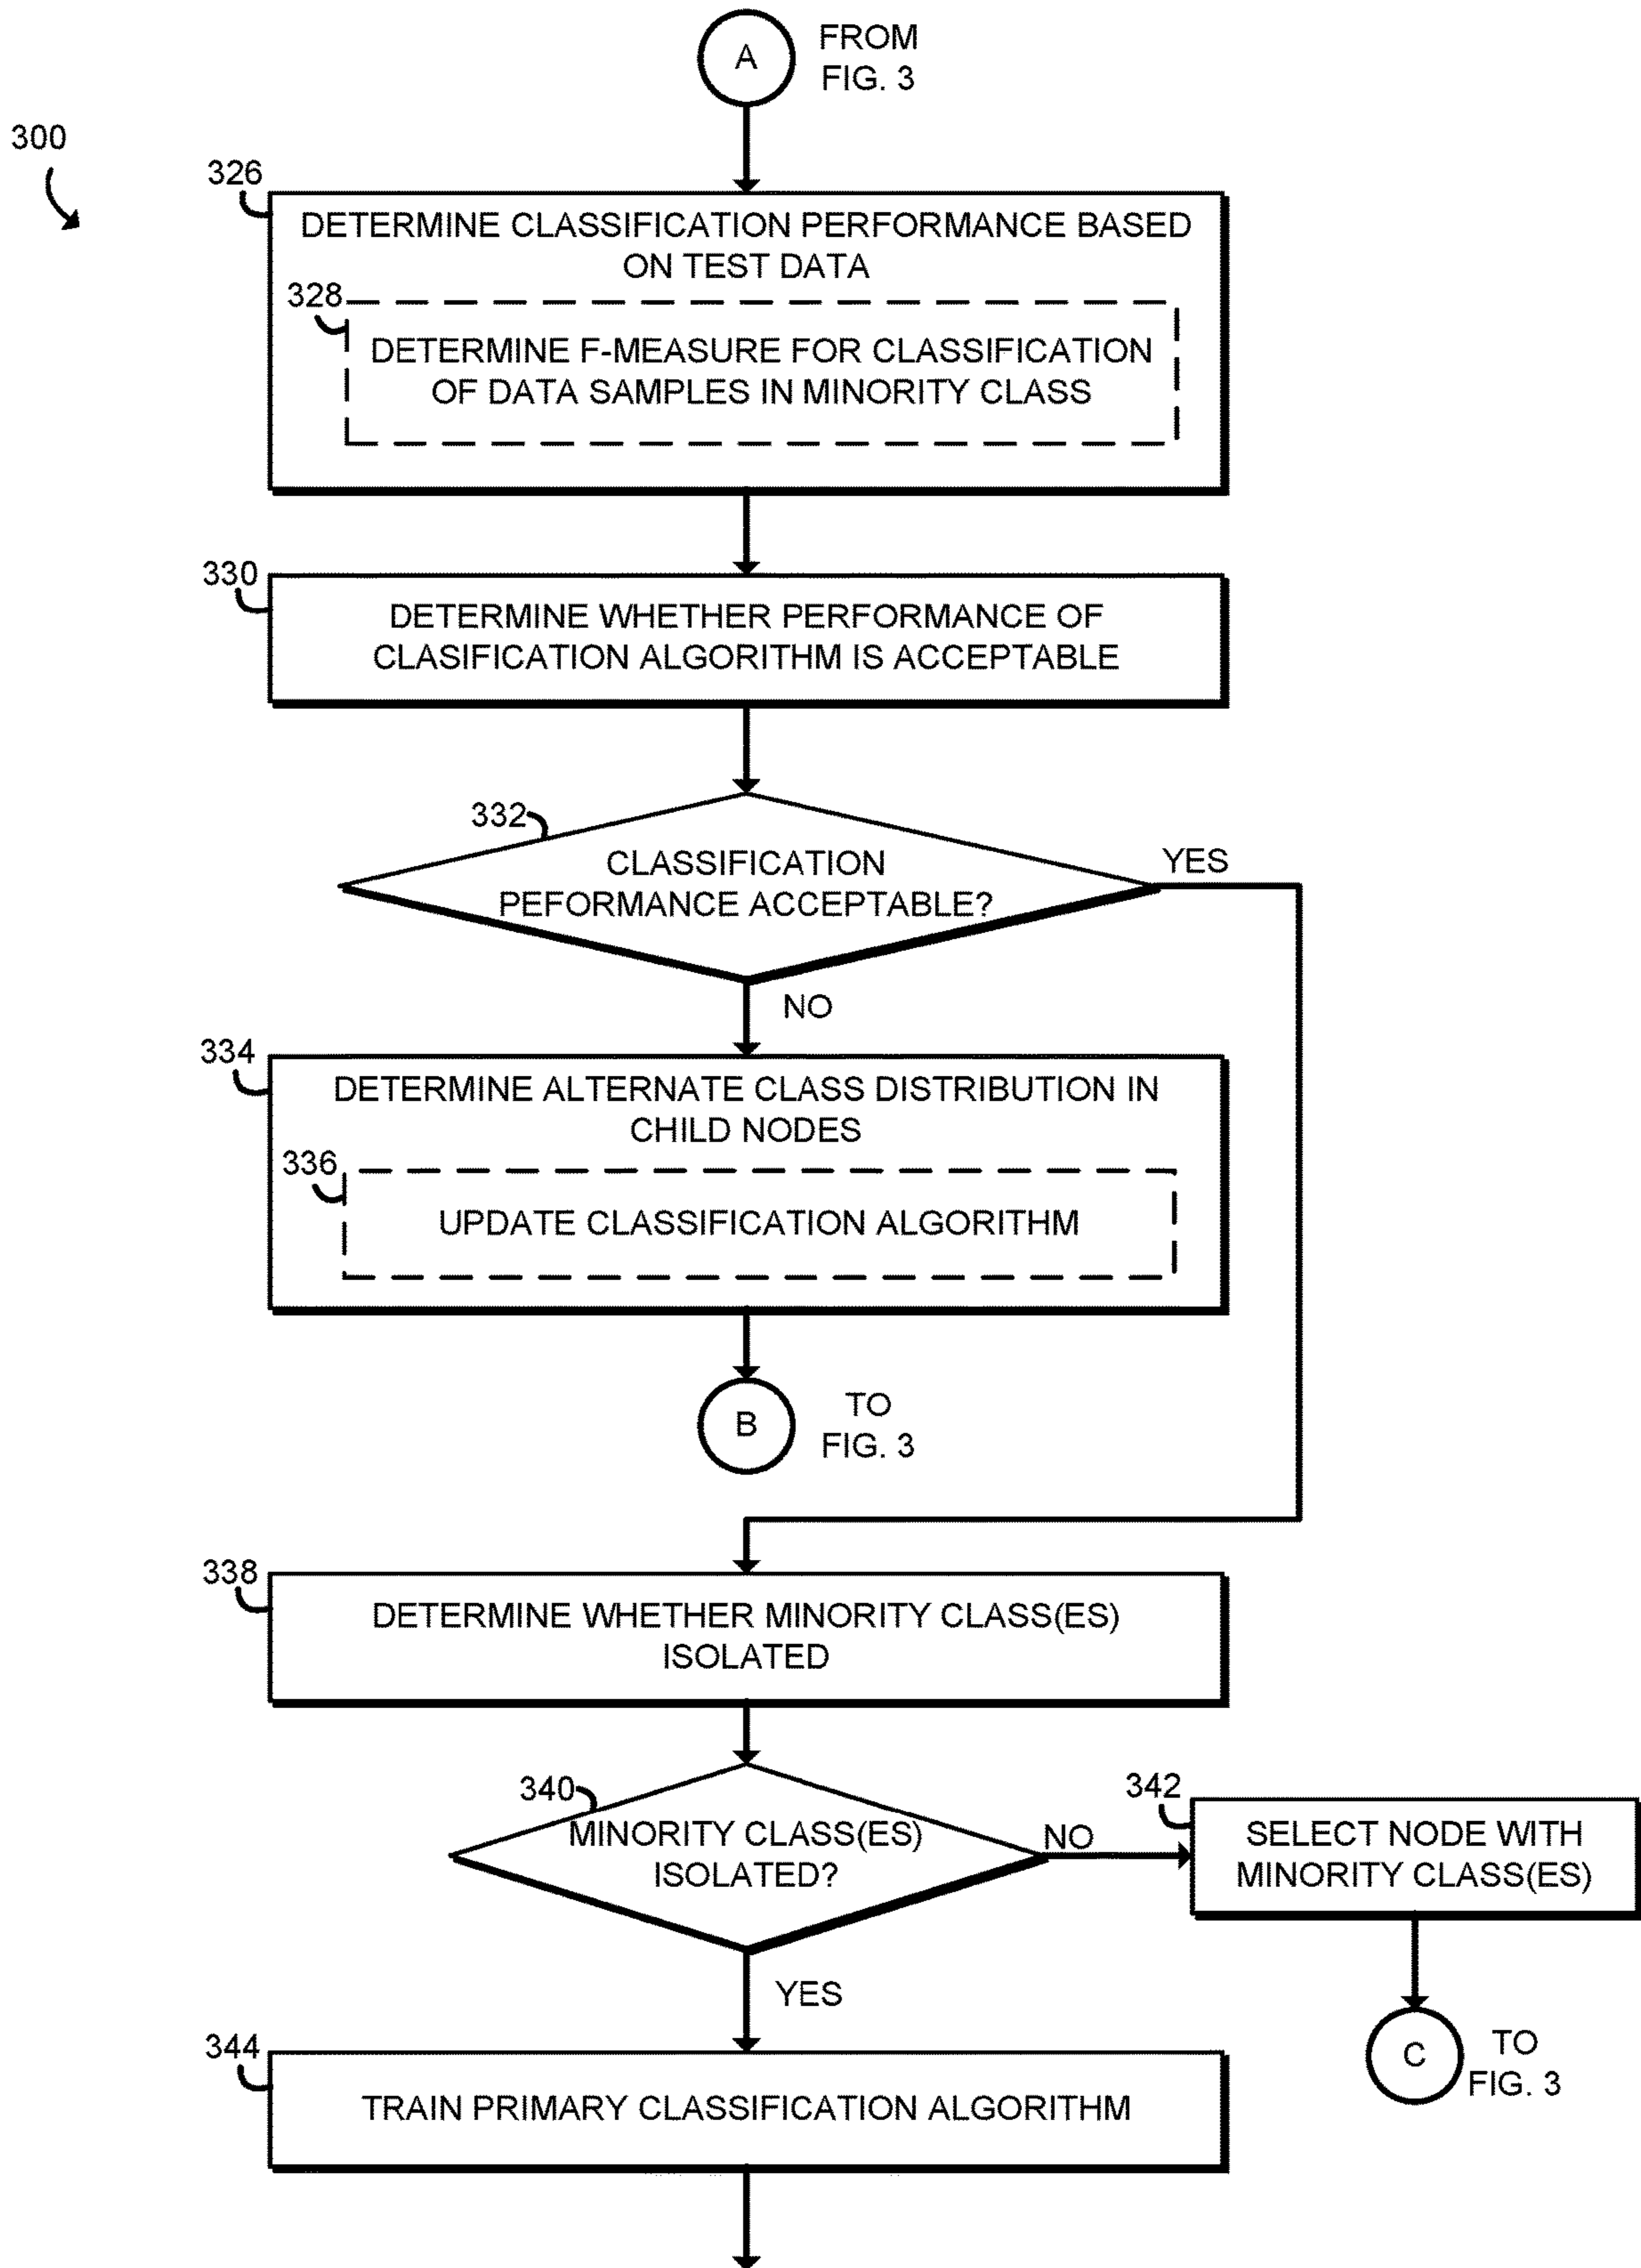 A
FROM
FIG. 3
300
326
DETERMINE CLASSIFICATION PERFORMANCE BASED
ON TEST DATA
328
DETERMINE F-MEASURE FOR CLASSIFICATION
OF DATA SAMPLES IN MINORITY CLASS
330
DETERMINE WHETHER PERFORMANCE OF
CLASIFICATION ALGORITHM IS ACCEPTABLE
332
CLASSIFICATION
PEFORMANCE ACCEPTABLE?
YES
NO
334
DETERMINE ALTERNATE CLASS DISTRIBUTION IN
CHILD NODES
336
UPDATE CLASSIFICATION ALGORITHM
B
TO
FIG. 3
338
DETERMINE WHETHER MINORITY CLASS(ES)
ISOLATED
340
MINORITY CLASS(ES)
ISOLATED?
NO
342
SELECT NODE WITH
MINORITY CLASS(ES)
YES
C
TO
FIG. 3
344
TRAIN PRIMARY CLASSIFICATION ALGORITHM